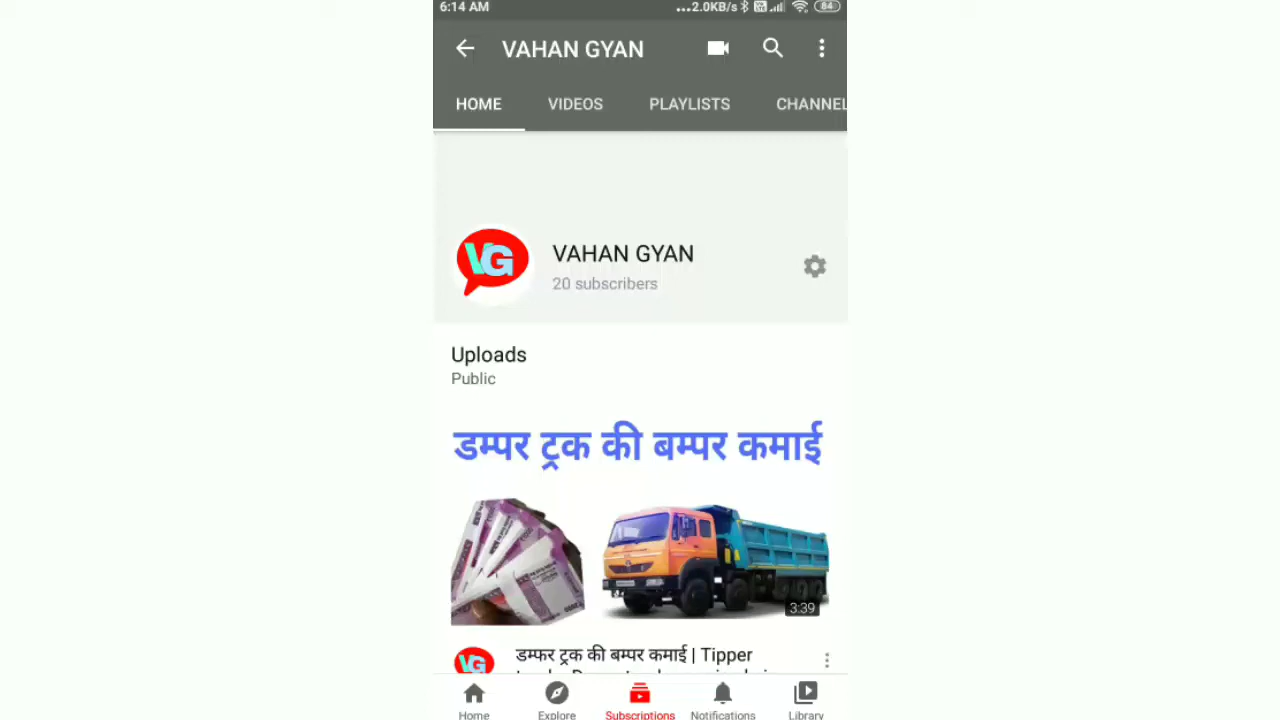 6:14 AM ...2.0KB/s 84
VAHAN GYAN
HOME VIDEOS PLAYLISTS CHANNEL
VG VAHAN GYAN
20 subscribers
Uploads
Public
डम्पर ट्रक की बम्पर कमाई
3:39
VG डम्फर ट्रक की बम्पर कमाई | Tipper
Home Explore Subscriptions Notifications Library